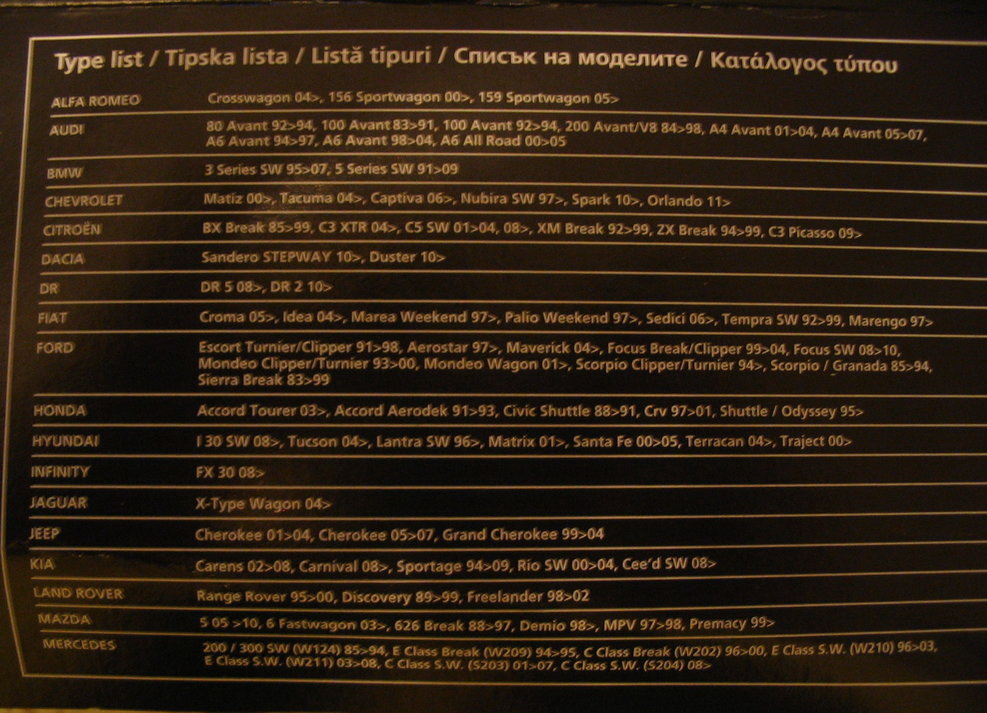 Type list / Tipska lista / Listă tipuri / Списък на моделите / Κατάλογος τύπου
ALFA ROMEO Crosswagon 04>, 156 Sportwagon 00>, 159 Sportwagon 05>
AUDI 80 Avant 92>94, 100 Avant 83>91, 100 Avant 92>94, 200 Avant/V8 84>98, A4 Avant 01>04, A4 Avant 05>07,
A6 Avant 94>97, A6 Avant 98>04, A6 All Road 00>05
BMW 3 Series SW 95>07, 5 Series SW 91>09
CHEVROLET Matiz 00>, Tacuma 04>, Captiva 06>, Nubira SW 97>, Spark 10>, Orlando 11>
CITROËN BX Break 85>99, C3 XTR 04>, C5 SW 01>04, 08>, XM Break 92>99, ZX Break 94>99, C3 Picasso 09>
DACIA Sandero STEPWAY 10>, Duster 10>
DR DR 5 08>, DR 2 10>
FIAT Croma 05>, Idea 04>, Marea Weekend 97>, Palio Weekend 97>, Sedici 06>, Tempra SW 92>99, Marengo 97>
FORD Escort Turnier/Clipper 91>98, Aerostar 97>, Maverick 04>, Focus Break/Clipper 99>04, Focus SW 08>10,
Mondeo Clipper/Turnier 93>00, Mondeo Wagon 01>, Scorpio Clipper/Turnier 94>, Scorpio / Granada 85>94,
Sierra Break 83>99
HONDA Accord Tourer 03>, Accord Aerodek 91>93, Civic Shuttle 88>91, Crv 97>01, Shuttle / Odyssey 95>
HYUNDAI I 30 SW 08>, Tucson 04>, Lantra SW 96>, Matrix 01>, Santa Fe 00>05, Terracan 04>, Traject 00>
INFINITY FX 30 08>
JAGUAR X-Type Wagon 04>
JEEP Cherokee 01>04, Cherokee 05>07, Grand Cherokee 99>04
KIA Carens 02>08, Carnival 08>, Sportage 94>09, Rio SW 00>04, Cee'd SW 08>
LAND ROVER Range Rover 95>00, Discovery 89>99, Freelander 98>02
MAZDA 5 05 >10, 6 Fastwagon 03>, 626 Break 88>97, Demio 98>, MPV 97>98, Premacy 99>
MERCEDES 200 / 300 SW (W124) 85>94, E Class Break (W209) 94>95, C Class Break (W202) 96>00, E Class S.W. (W210) 96>03,
E Class S.W. (W211) 03>08, C Class S.W. (S203) 01>07, C Class S.W. (S204) 08>